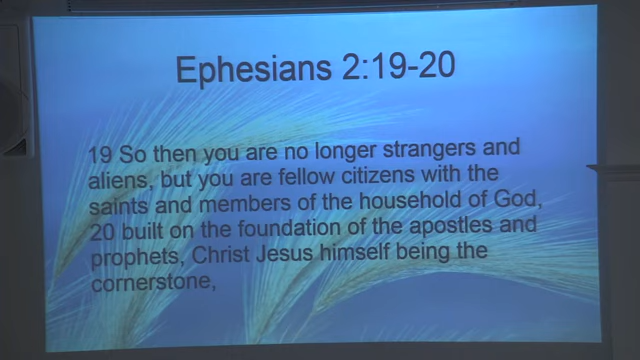 Ephesians 2:19-20
19 So then you are no longer strangers and
aliens, but you are fellow citizens with the
saints and members of the household of God,
20 built on the foundation of the apostles and
prophets, Christ Jesus himself being the
cornerstone,